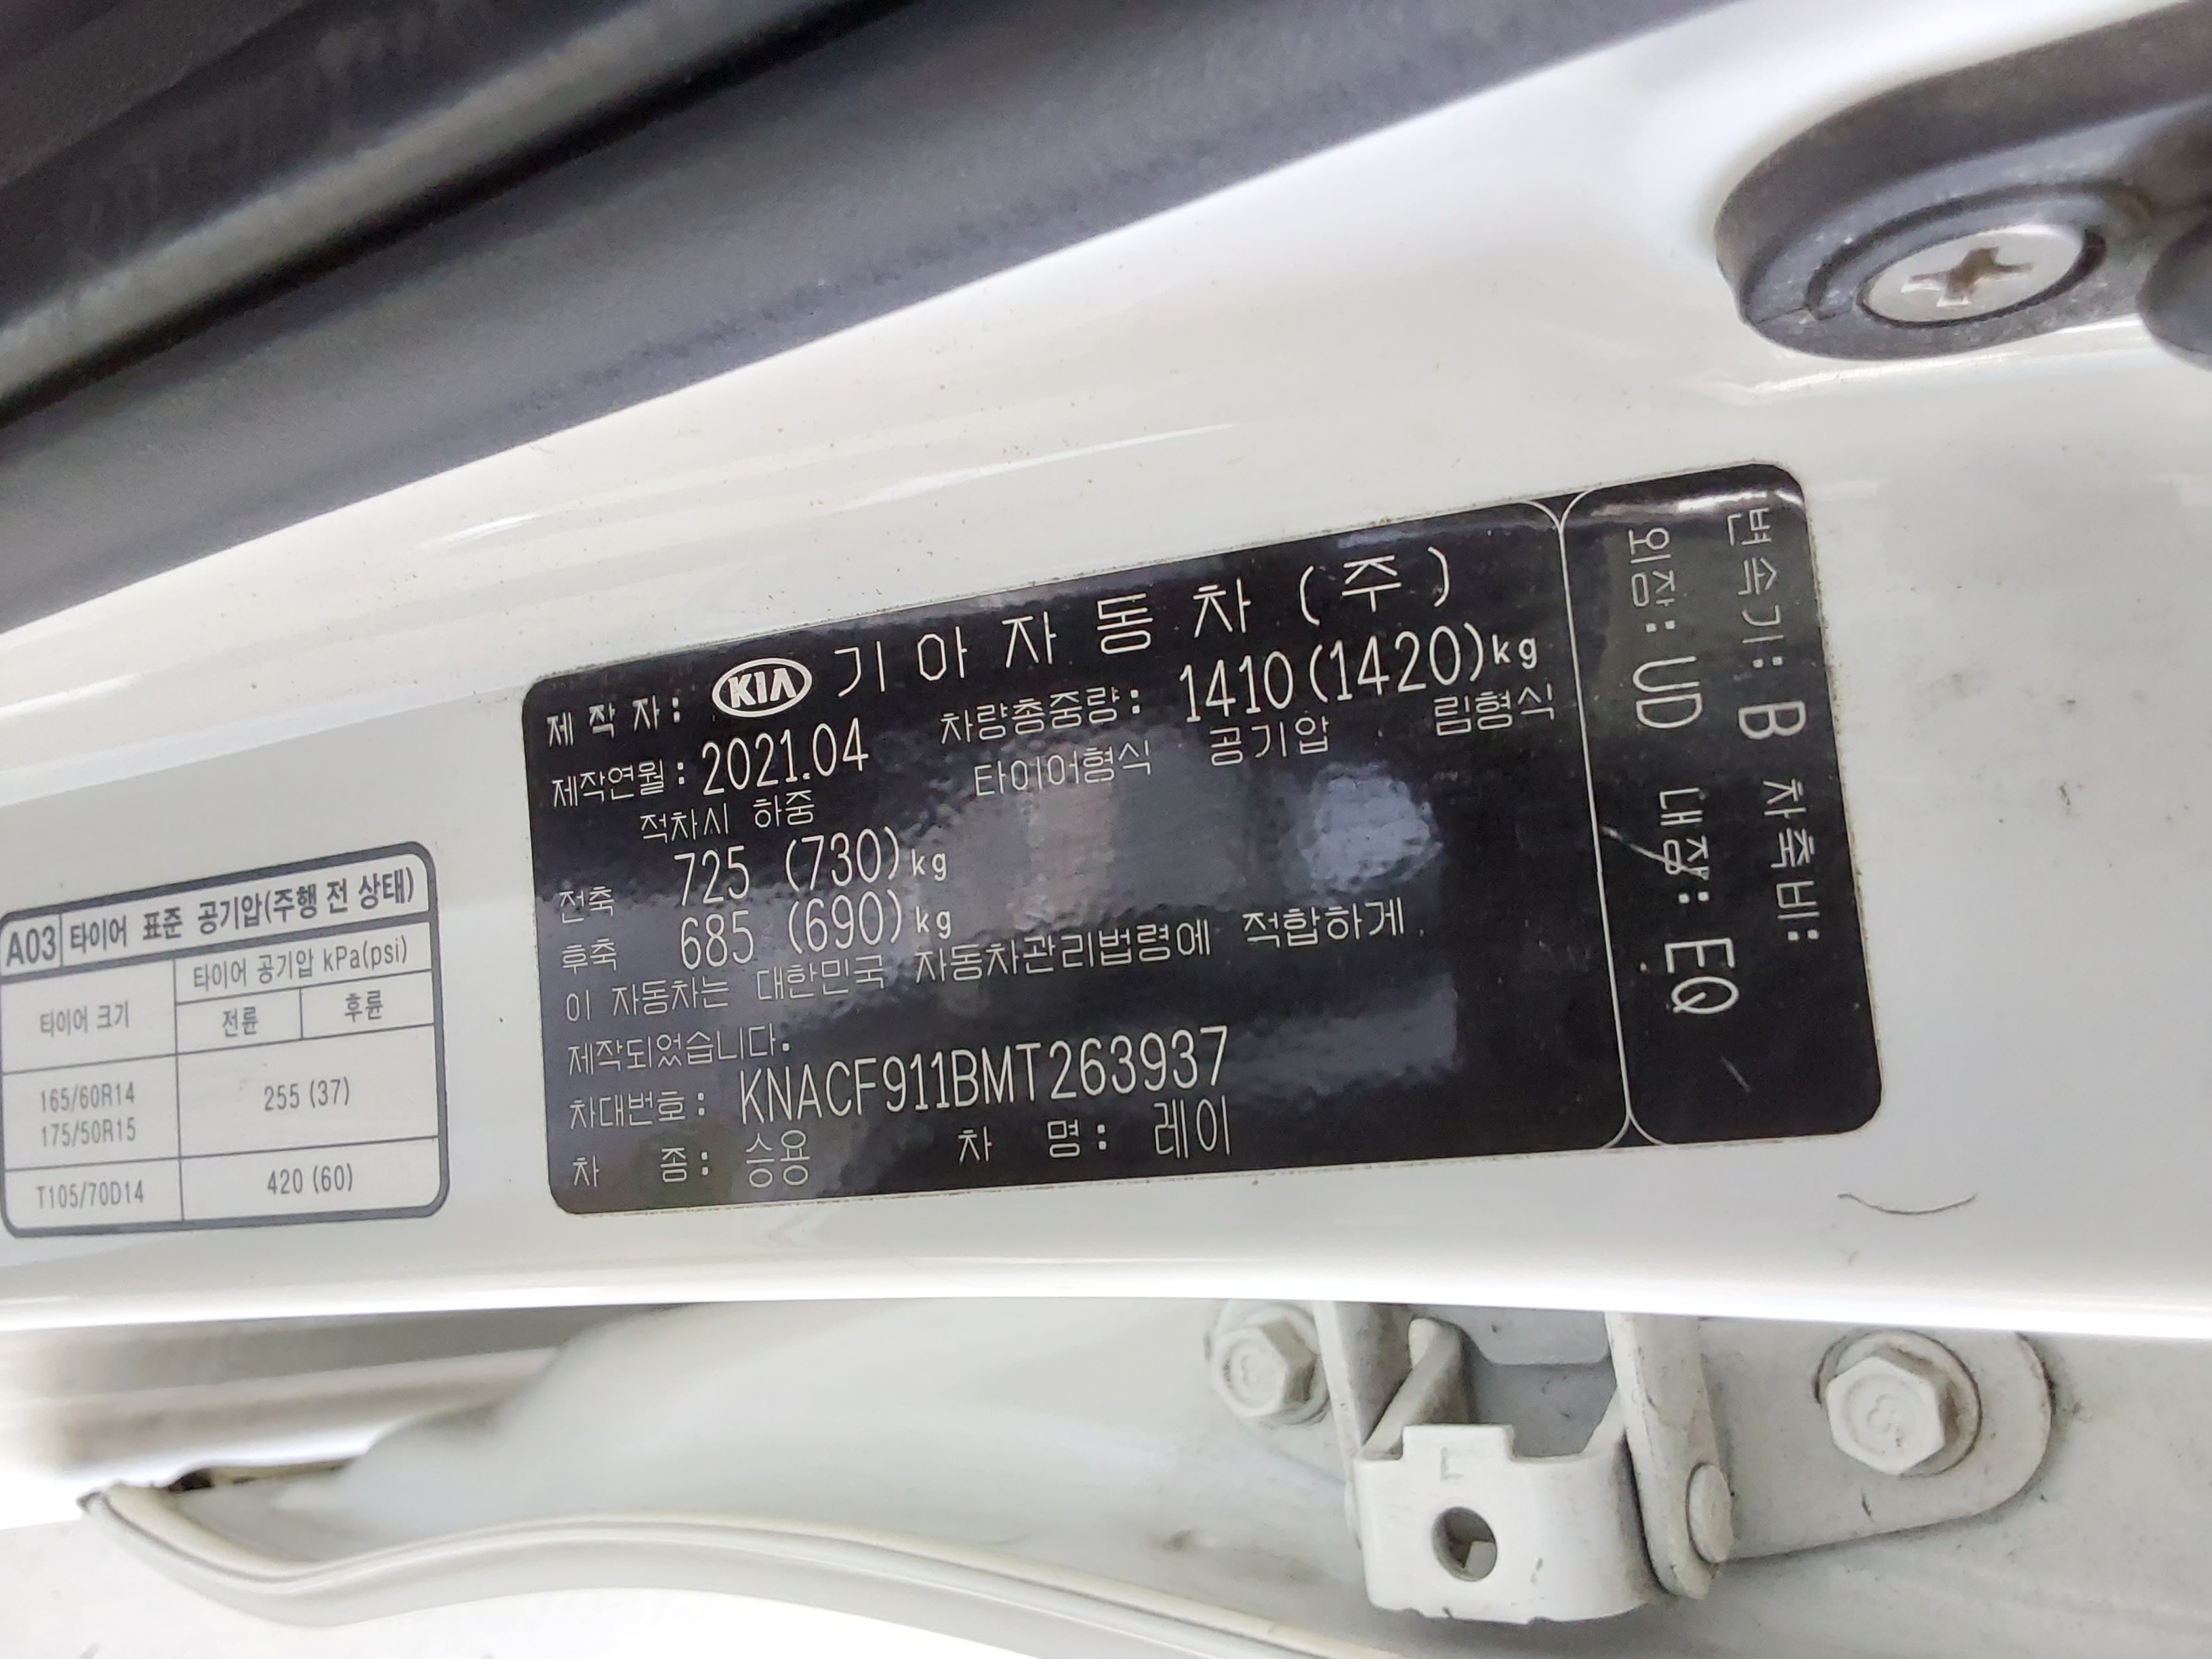 A03 타이어 표준 공기압(주행 전 상태)
타이어 크기 타이어 공기압 kPa(psi)
전륜 후륜
165/60R14
175/50R15
255 (37)
T105/70D14 420 (60)
제 작 자: KIA 기아자동차(주)
제작연월: 2021.04 차량총중량: 1410(1420)kg
적차시 하중 타이어형식 공기압 림형식
전축 725 (730)kg
후축 685 (690)kg
이 자동차는 대한민국 자동차관리법령에 적합하게
제작되었습니다.
차대번호: KNACF911BMT263937
차 종: 승용 차 명: 레이
변속기: B 차축비:
외장: UD 내장: EQ